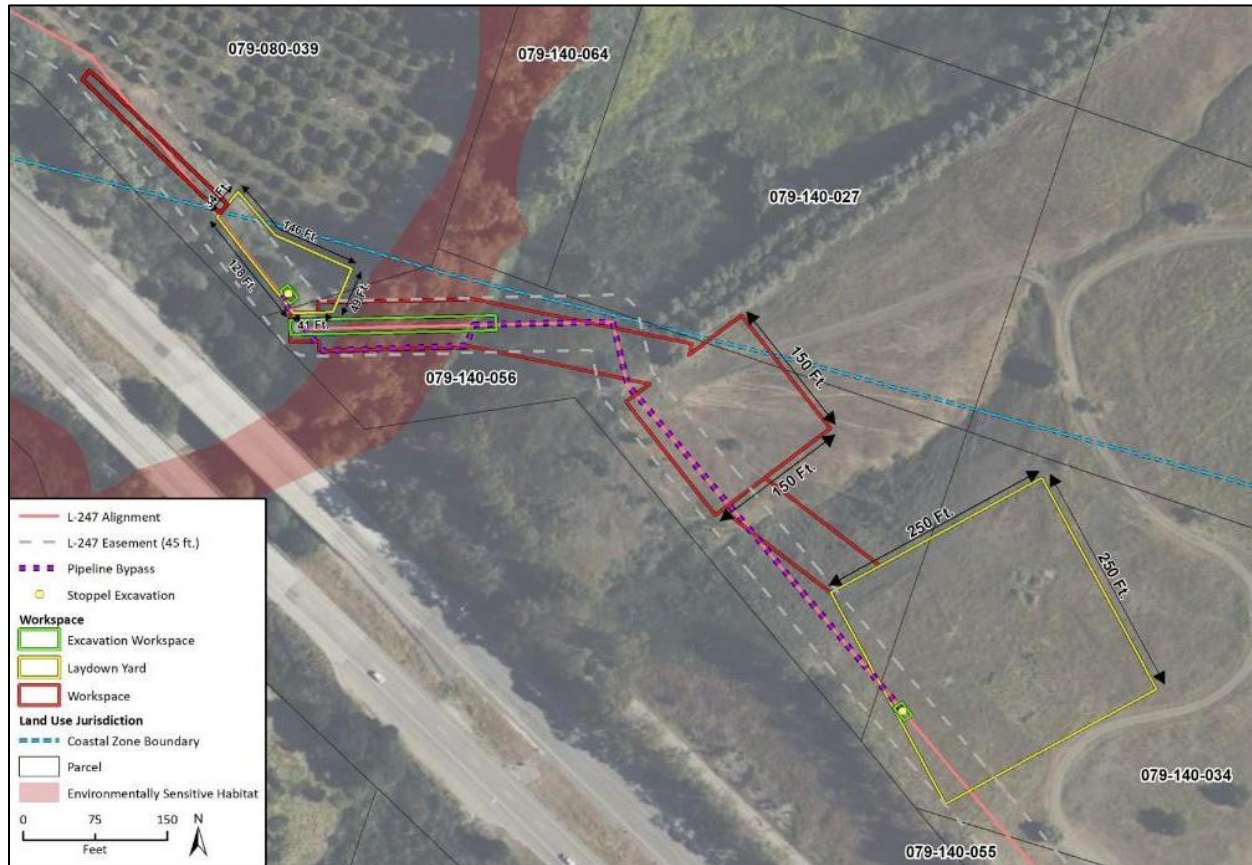 079-080-039
079-140-064
079-140-027
140 Ft.
128 Ft.
49 Ft.
41 Ft
079-140-056
150 Ft.
150 Ft.
250 Ft.
250 Ft.
079-140-034
079-140-055
L-247 Alignment
L-247 Easement (45 ft.)
Pipeline Bypass
Stoppel Excavation
Workspace
Excavation Workspace
Laydown Yard
Workspace
Land Use Jurisdiction
Coastal Zone Boundary
Parcel
Environmentally Sensitive Habitat
0 75 150
Feet
N